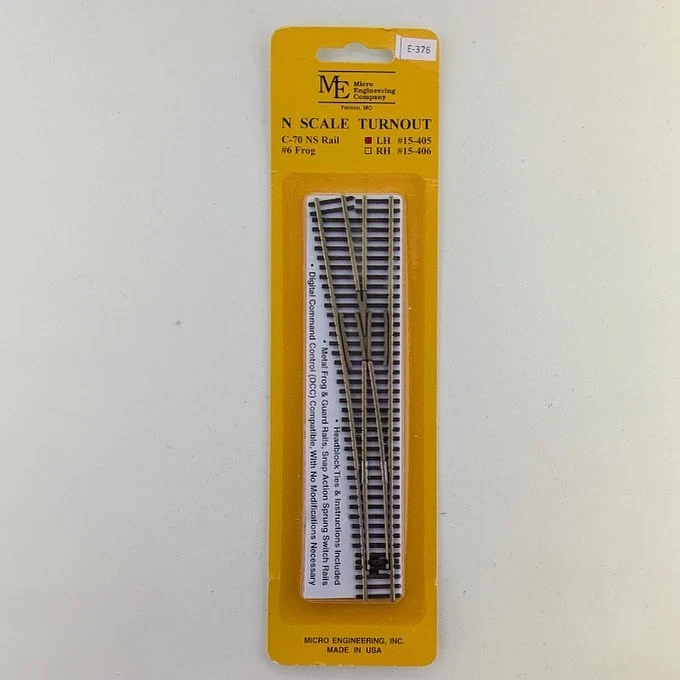 E-376
ME Micro
Engineering
Company
Fenton, MO
N SCALE TURNOUT
C-70 NS Rail LH #15-405
#6 Frog RH #15-406
• Headblock Ties & Instructions Included
• Metal Frog & Guard Rails, Snap Action Sprung Switch Rails
• Digital Command Control (DCC) Compatible, With No Modifications Necessary
MICRO ENGINEERING, INC.
MADE IN USA